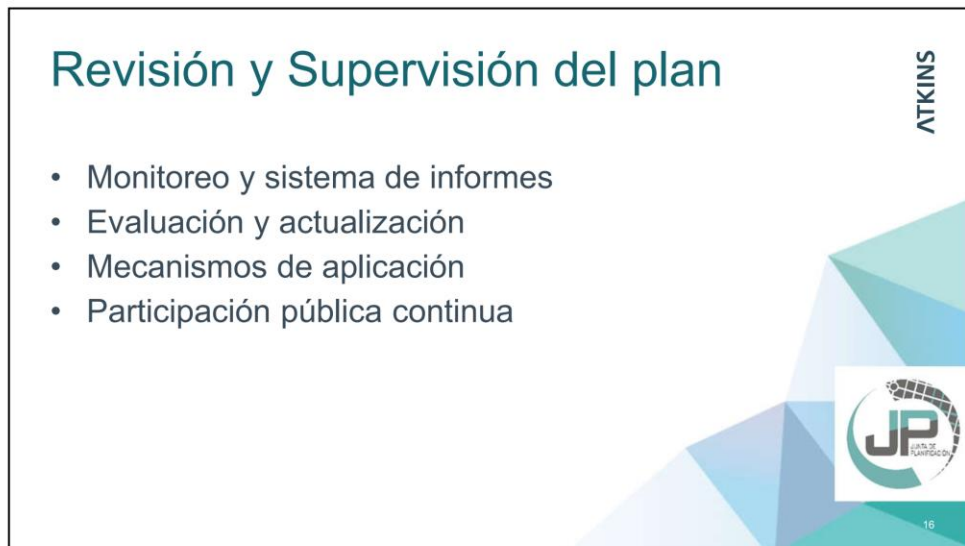 Revisión y Supervisión del plan
ATKINS
• Monitoreo y sistema de informes
• Evaluación y actualización
• Mecanismos de aplicación
• Participación pública continua
JP
JUNTA DE
PLANIFICACIÓN
16